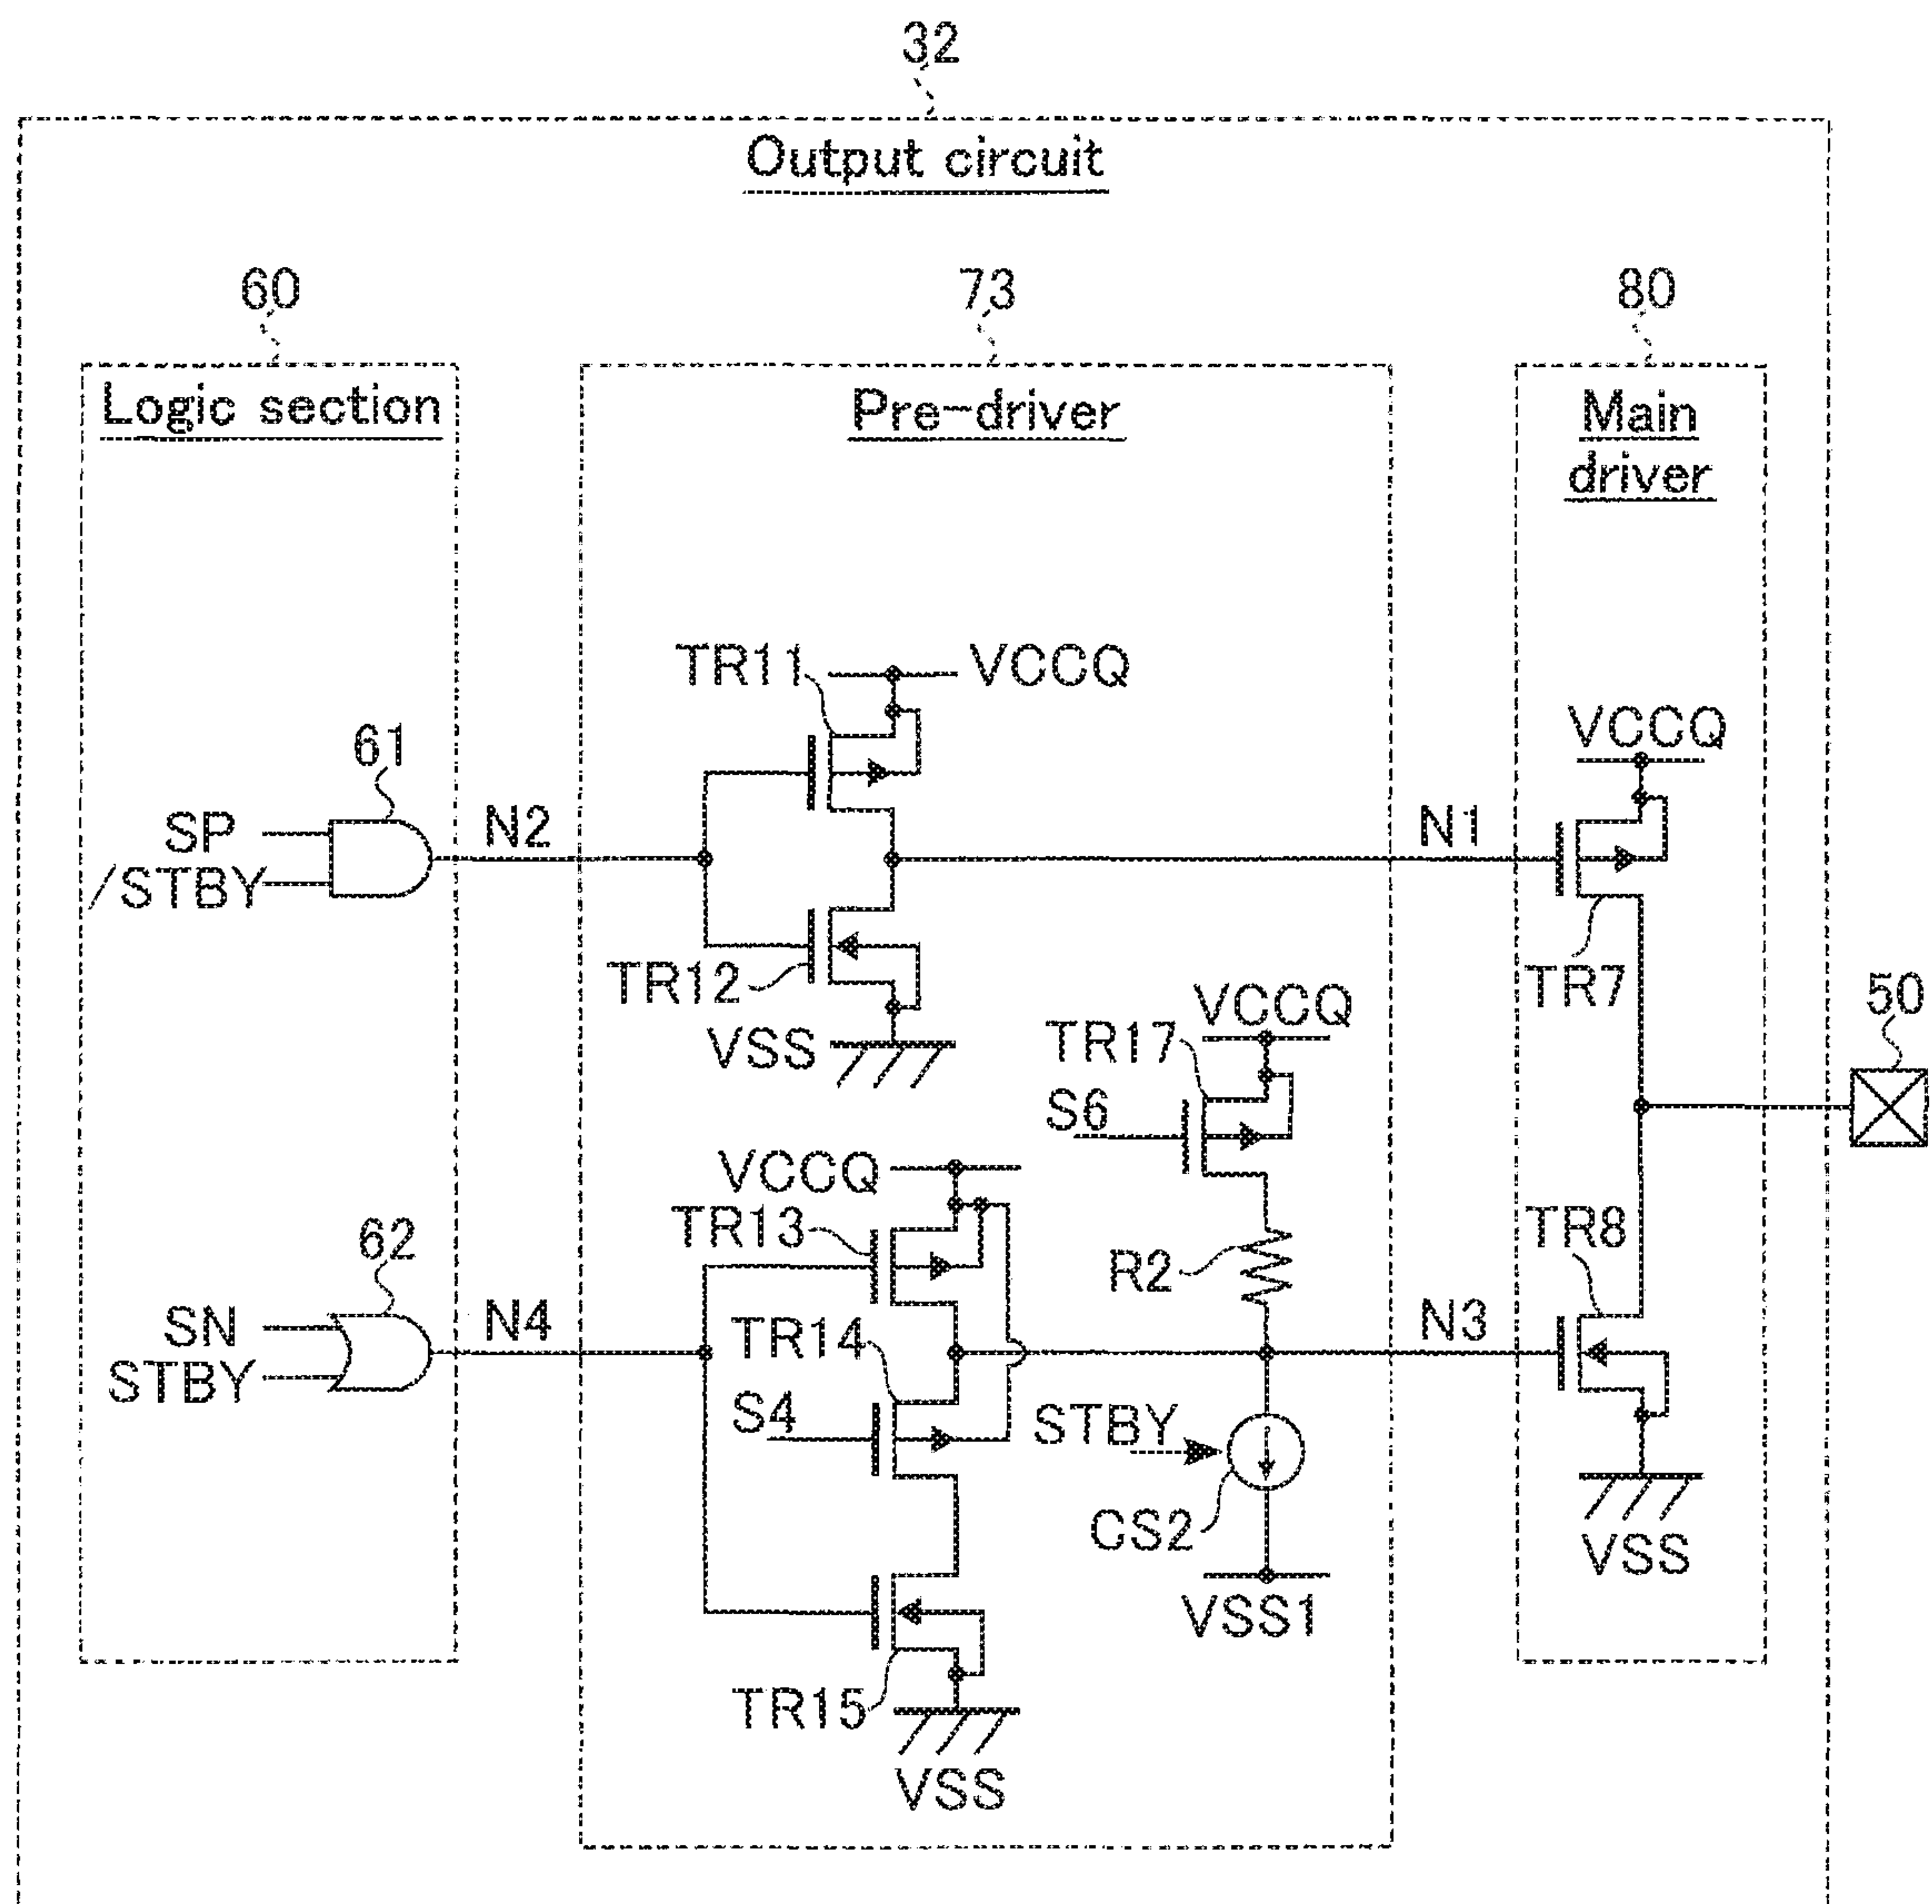 32
Output circuit
60
73
80
Logic section
Pre-driver
Main
driver
TR11
VCCQ
VCCQ
61
SP
/STBY
N2
N1
TR12
TR7
VSS
VCCQ
50
TR17
S6
VCCQ
TR13
62
R2
TR8
SN
STBY
N4
TR14
N3
S4
STBY
CS2
VSS
VSS1
TR15
VSS